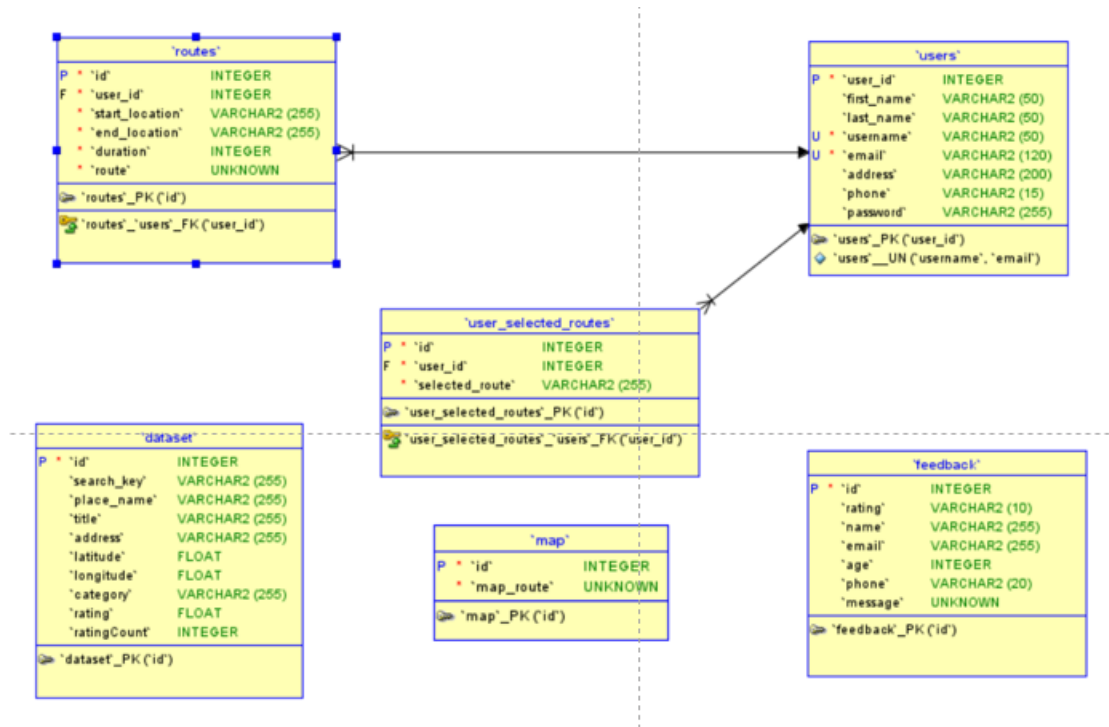 `routes`
P * `id` INTEGER
F * `user_id` INTEGER
* `start_location` VARCHAR2 (255)
* `end_location` VARCHAR2 (255)
* `duration` INTEGER
* `route` UNKNOWN
`routes`_PK (`id`)
`routes`_`users`_FK (`user_id`)
`users`
P * `user_id` INTEGER
`first_name` VARCHAR2 (50)
`last_name` VARCHAR2 (50)
U * `username` VARCHAR2 (50)
U * `email` VARCHAR2 (120)
`address` VARCHAR2 (200)
`phone` VARCHAR2 (15)
`password` VARCHAR2 (255)
`users`_PK (`user_id`)
`users`__UN (`username`, `email`)
`user_selected_routes`
P * `id` INTEGER
F * `user_id` INTEGER
* `selected_route` VARCHAR2 (255)
`user_selected_routes`_PK (`id`)
`user_selected_routes`_`users`_FK (`user_id`)
`dataset`
P * `id` INTEGER
`search_key` VARCHAR2 (255)
`place_name` VARCHAR2 (255)
`title` VARCHAR2 (255)
`address` VARCHAR2 (255)
`latitude` FLOAT
`longitude` FLOAT
`category` VARCHAR2 (255)
`rating` FLOAT
`ratingCount` INTEGER
`dataset`_PK (`id`)
`map`
P * `id` INTEGER
* `map_route` UNKNOWN
`map`_PK (`id`)
`feedback`
P * `id` INTEGER
`rating` VARCHAR2 (10)
`name` VARCHAR2 (255)
`email` VARCHAR2 (255)
`age` INTEGER
`phone` VARCHAR2 (20)
`message` UNKNOWN
`feedback`_PK (`id`)